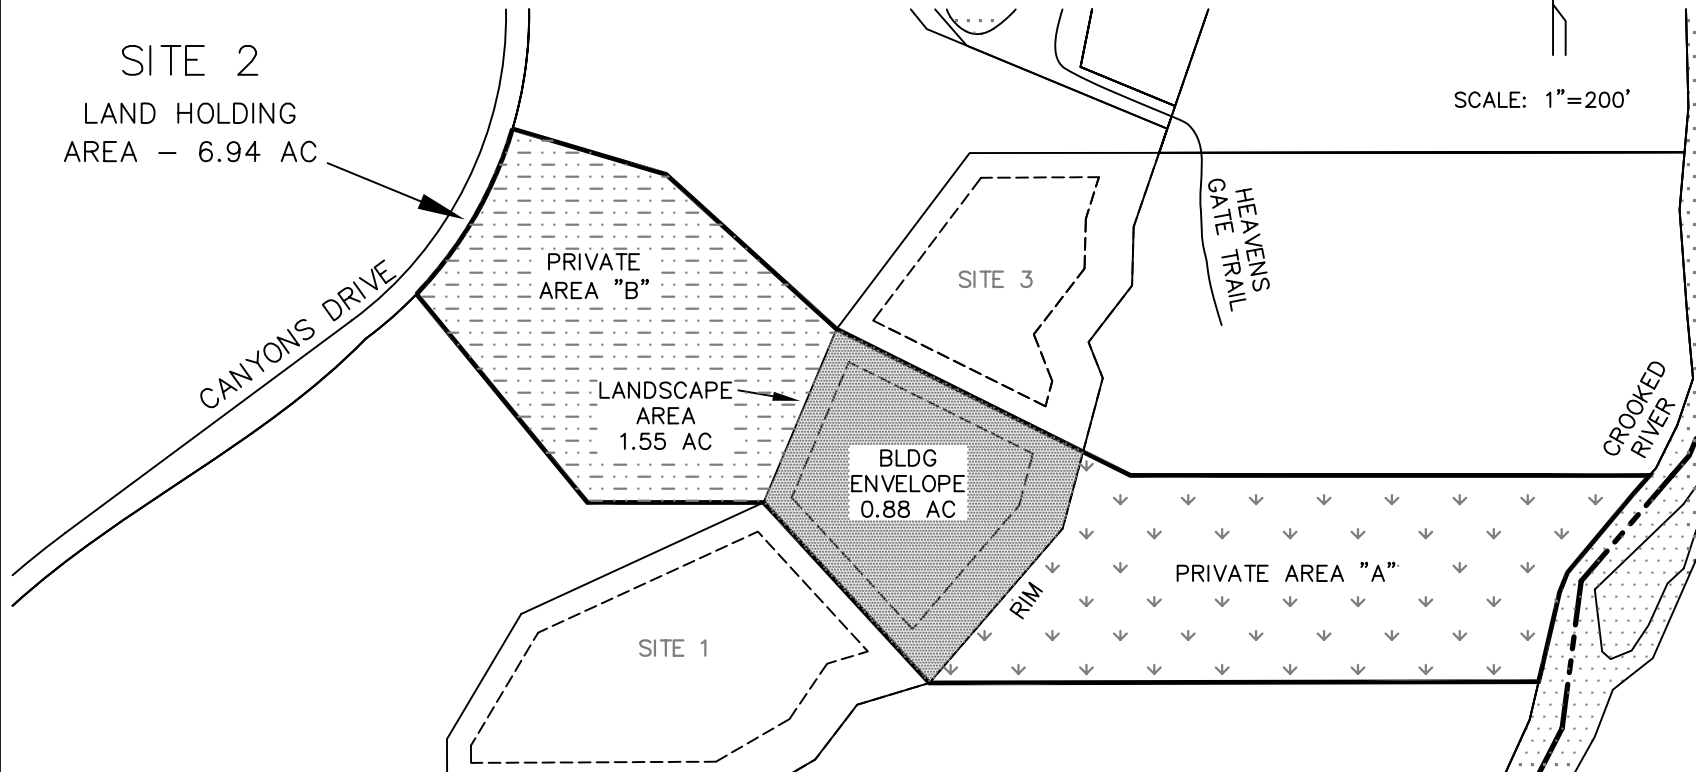 SITE 2
LAND HOLDING
AREA – 6.94 AC
SCALE: 1"=200'
CANYONS DRIVE
PRIVATE
AREA "B"
SITE 3
HEAVENS
GATE TRAIL
LANDSCAPE
AREA
1.55 AC
BLDG
ENVELOPE
0.88 AC
CROOKED
RIVER
PRIVATE AREA "A"
RIM
SITE 1